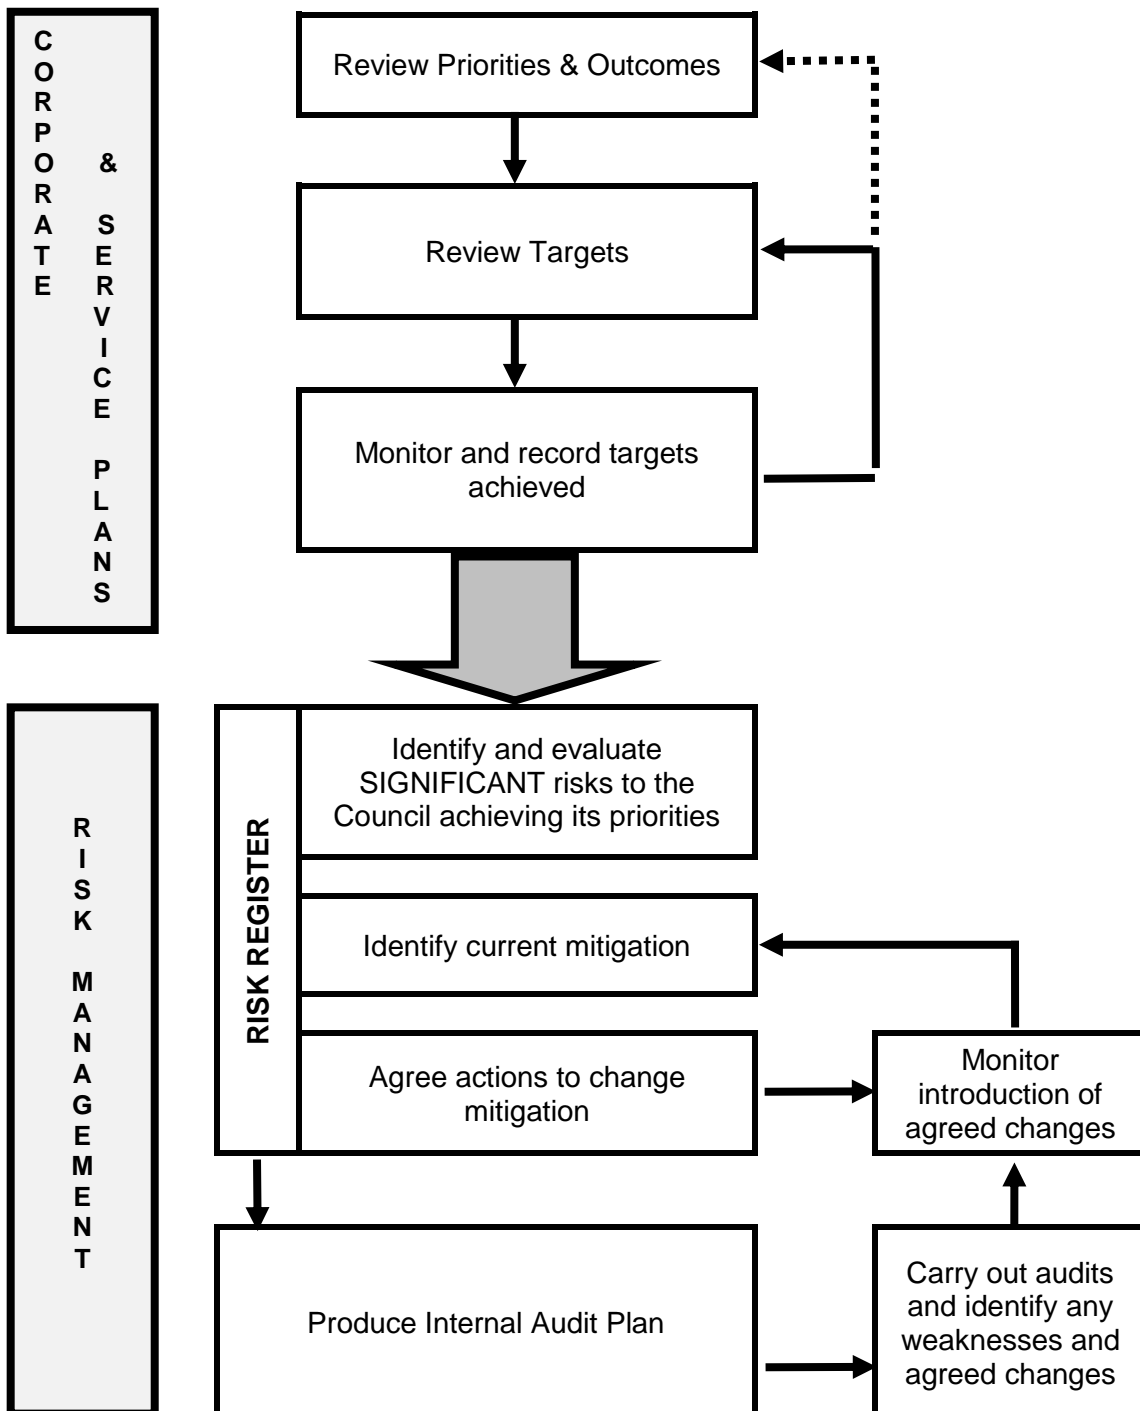 CORPORATE
& SERVICE PLANS
Review Priorities & Outcomes
Review Targets
Monitor and record targets
achieved
RISK MANAGEMENT
RISK REGISTER
Identify and evaluate
SIGNIFICANT risks to the
Council achieving its priorities
Identify current mitigation
Agree actions to change
mitigation
Monitor
introduction of
agreed changes
Produce Internal Audit Plan
Carry out audits
and identify any
weaknesses and
agreed changes